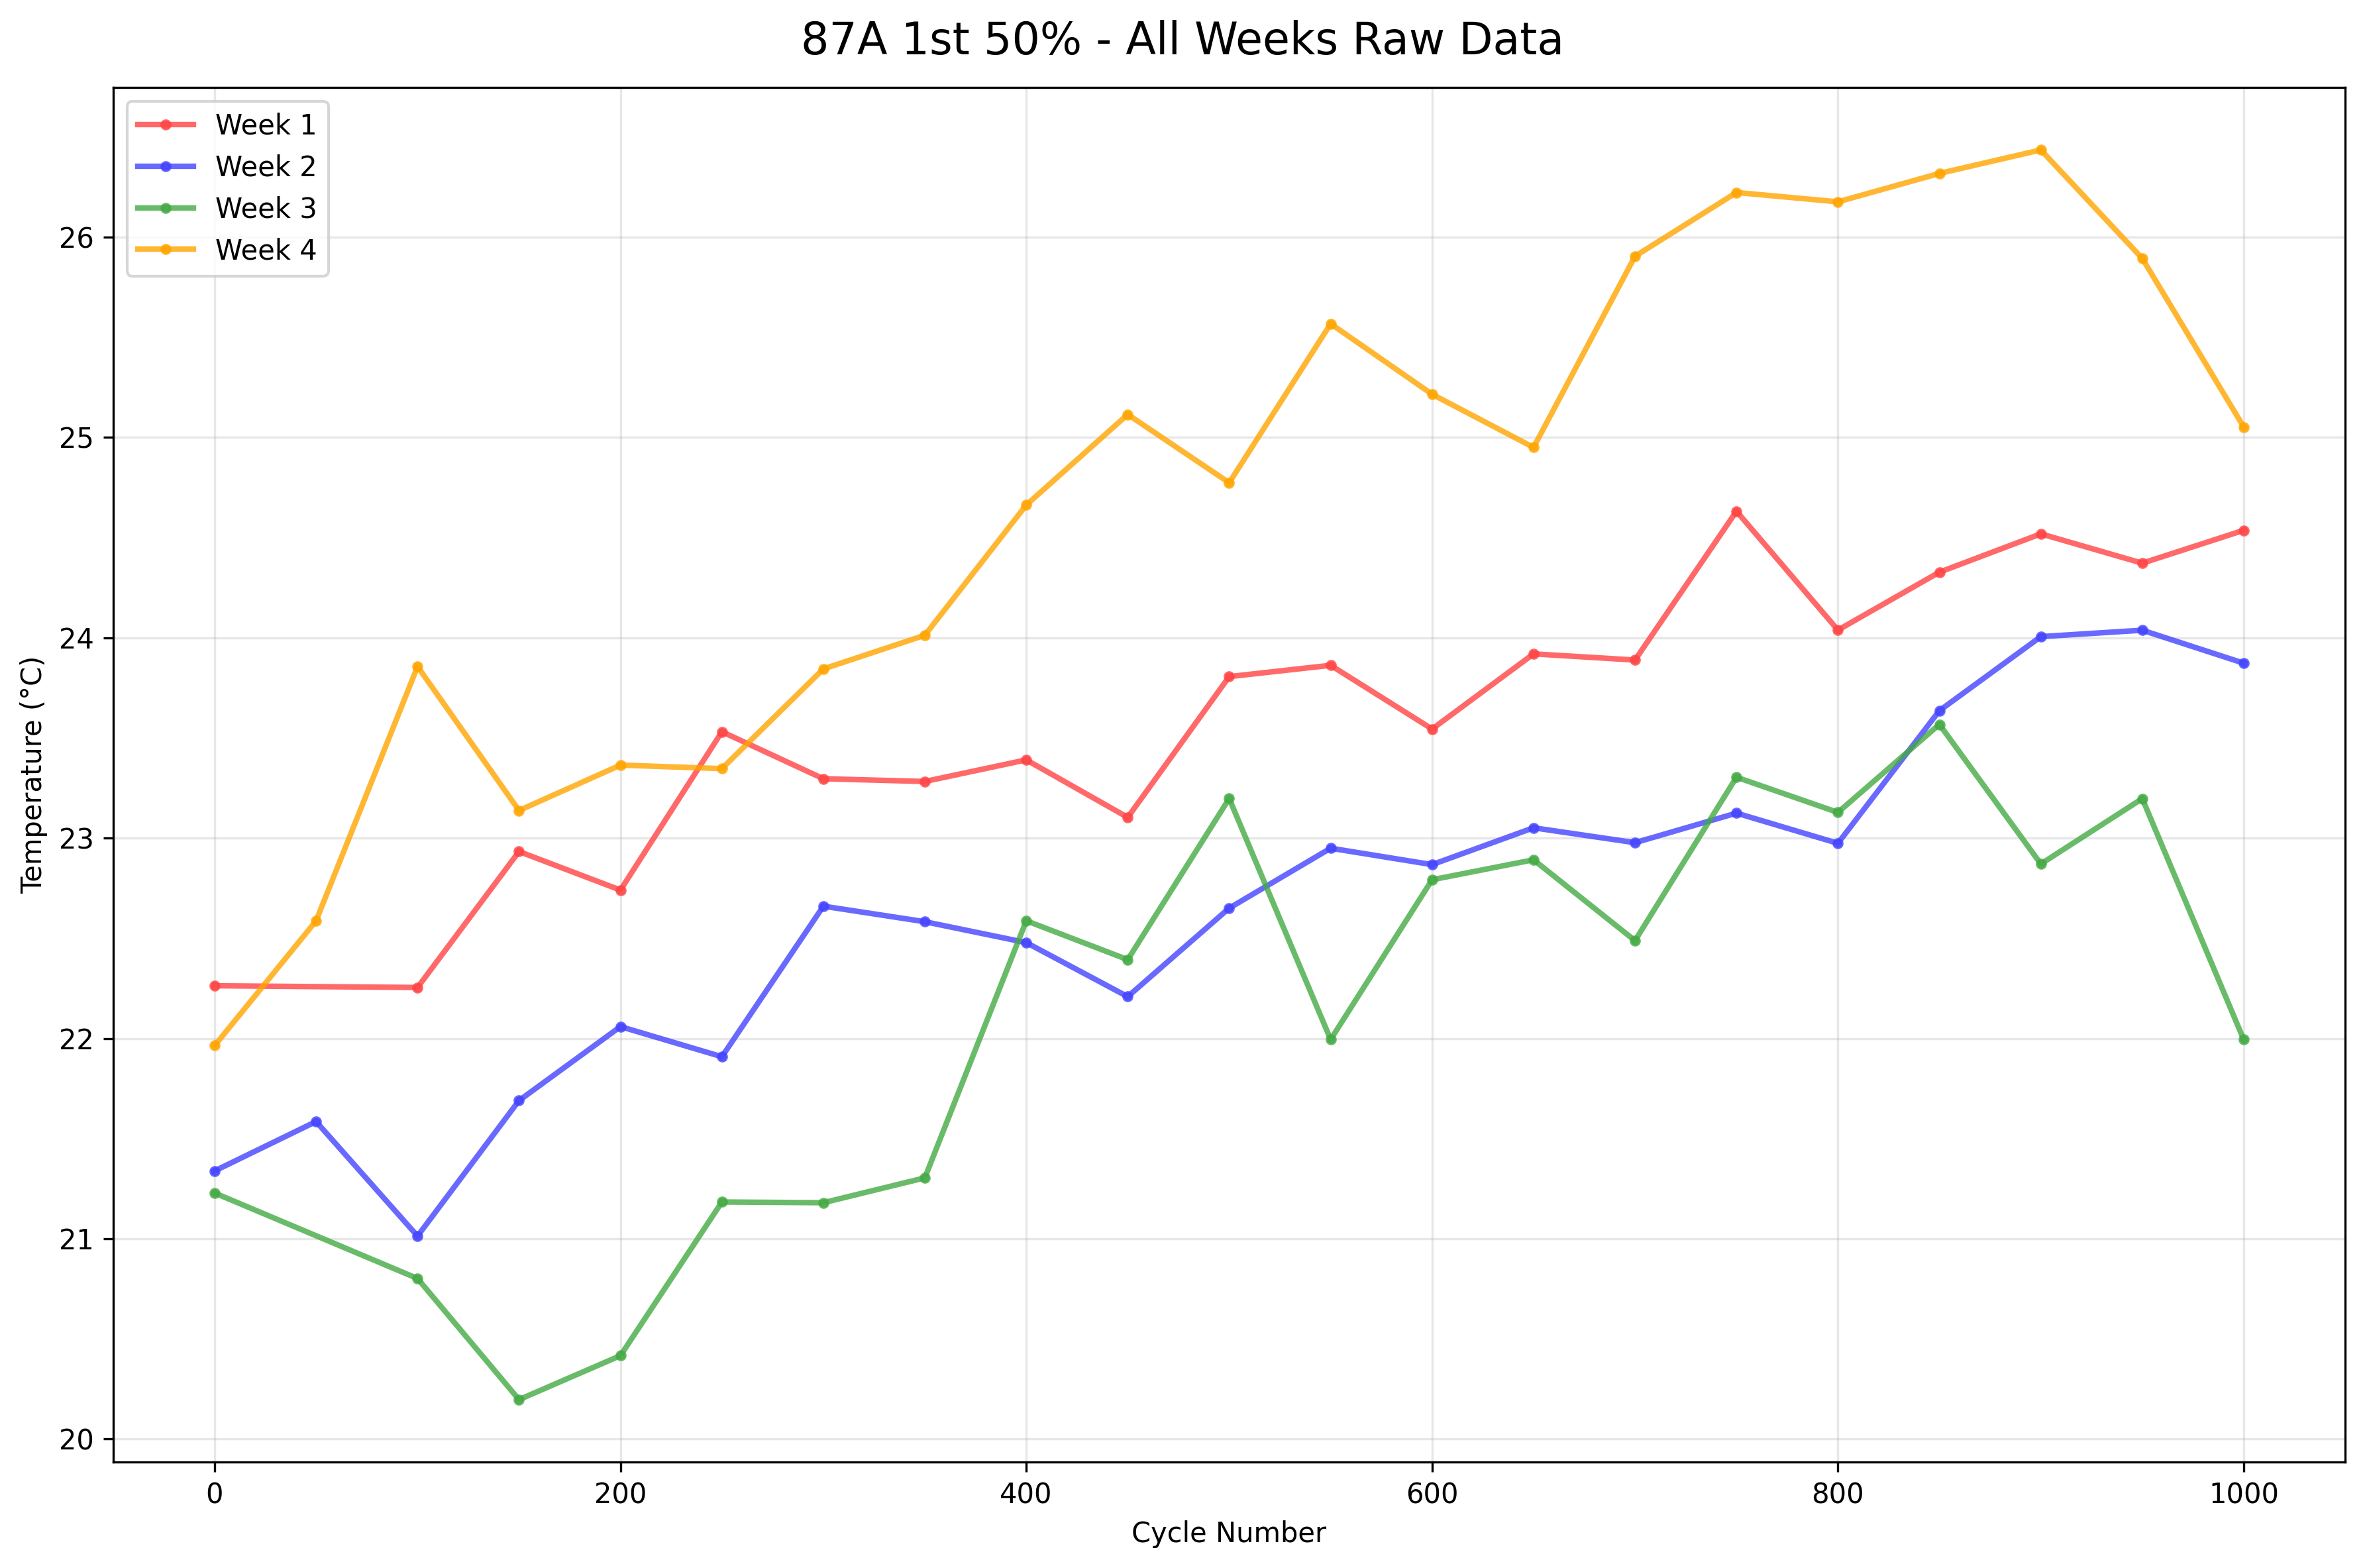 87A 1st 50% - All Weeks Raw Data
Week 1
Week 2
Week 3
Week 4
26
25
24
23
22
21
20
Temperature (°C)
0 200 400 600 800 1000
Cycle Number